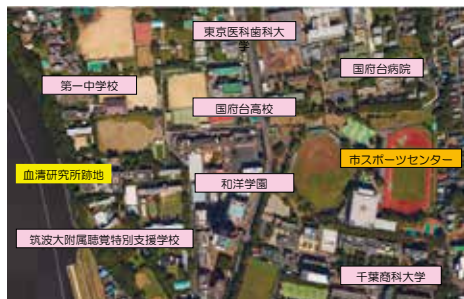 東京医科歯科大
学
国府台病院
第一中学校
国府台高校
市スポーツセンター
血清研究所跡地
和洋学園
筑波大附属聴覚特別支援学校
千葉商科大学